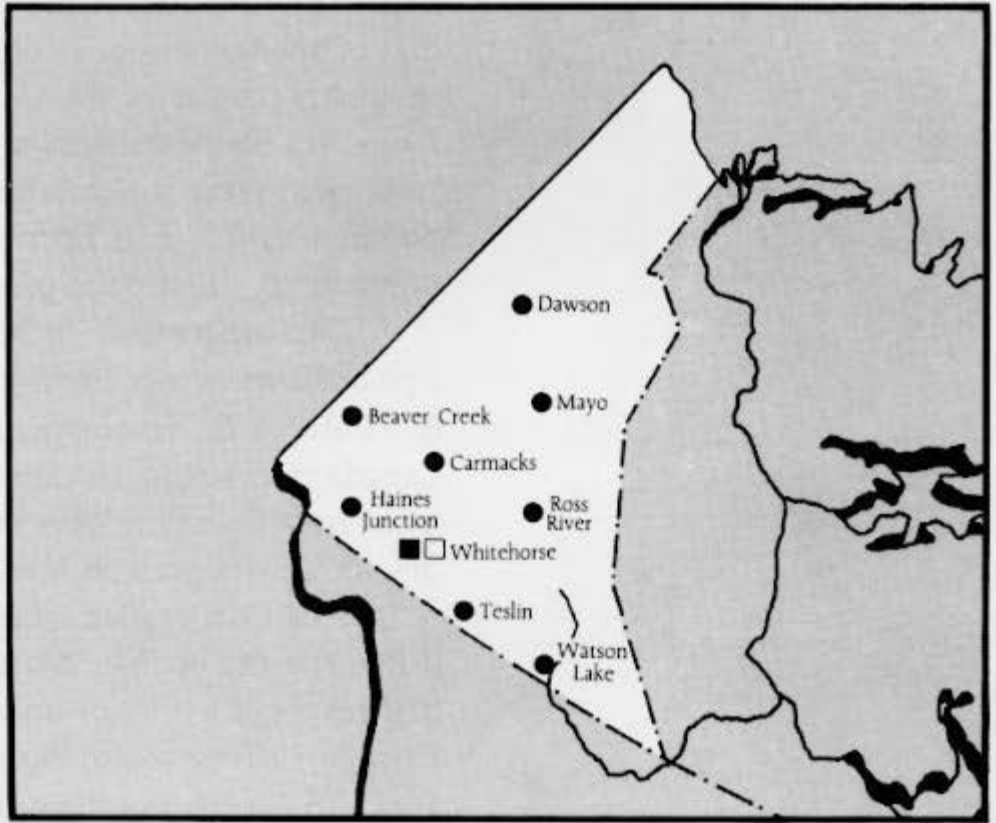 Dawson
Mayo
Beaver Creek
Carmacks
Haines
Junction
Ross
River
Whitehorse
Teslin
Watson
Lake